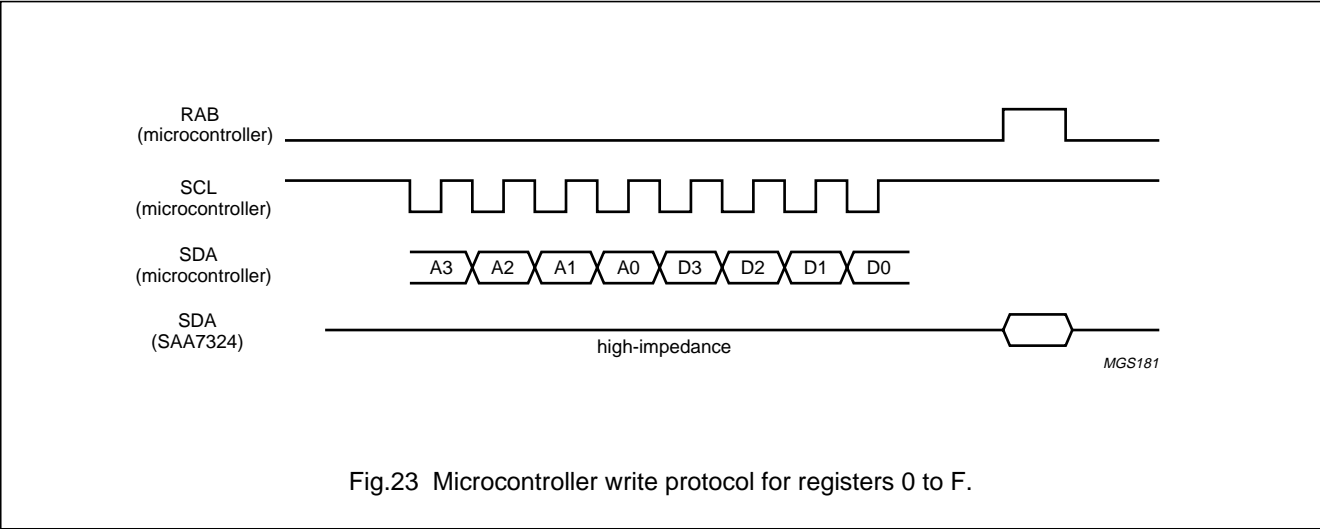 RAB
(microcontroller)
SCL
(microcontroller)
SDA
(microcontroller)
A3 A2 A1 A0 D3 D2 D1 D0
SDA
(SAA7324)
high-impedance
MGS181
Fig.23 Microcontroller write protocol for registers 0 to F.